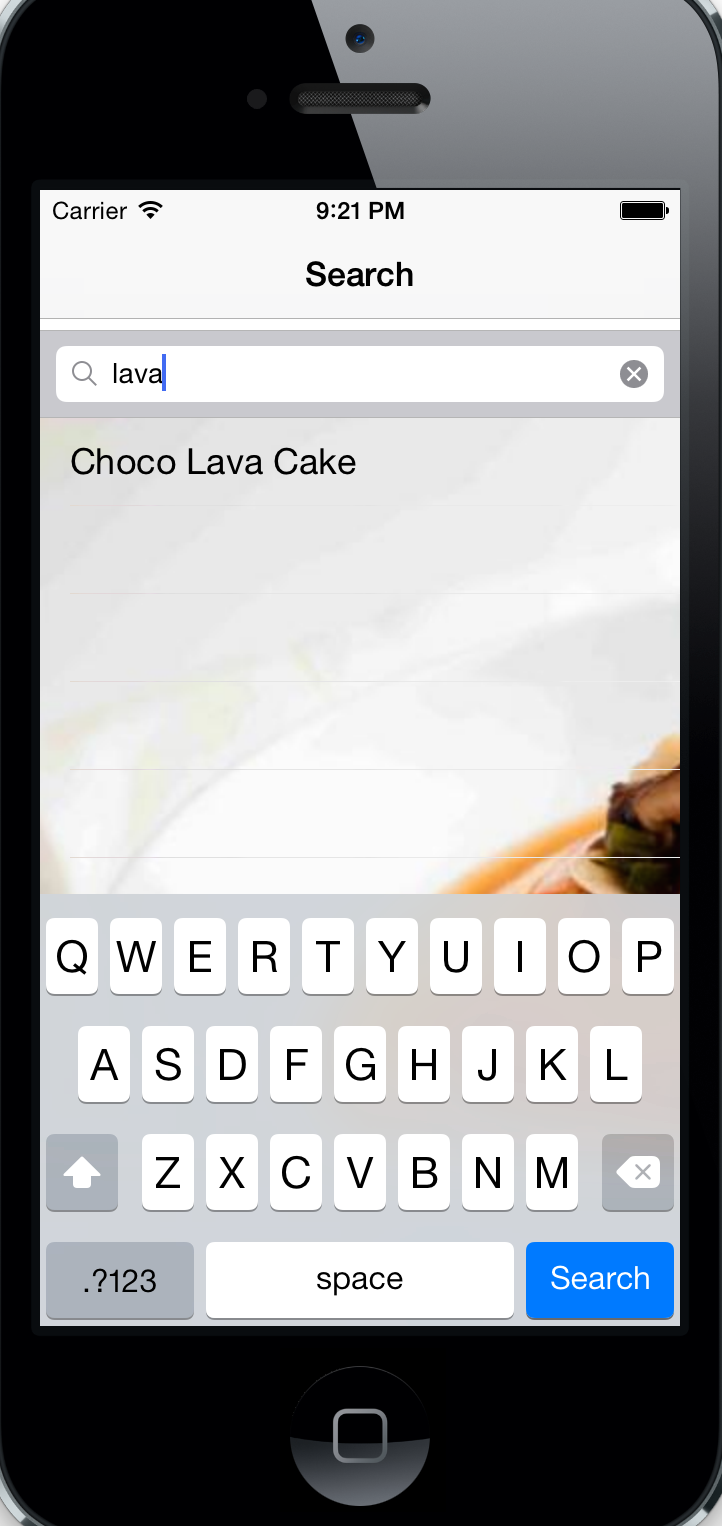 Carrier 9:21 PM
Search
lava
Choco Lava Cake
Q W E R T Y U I O P
A S D F G H J K L
Z X C V B N M
.?123 space Search